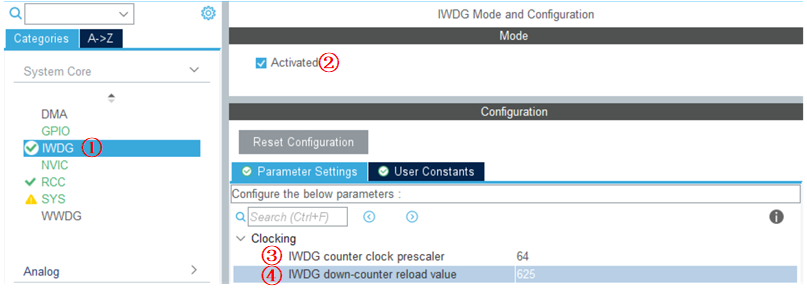 IWDG Mode and Configuration
Categories
A->Z
Mode
System Core
Activated ②
DMA
GPIO
IWDG ①
NVIC
RCC
SYS
WWDG
Analog
Configuration
Reset Configuration
Parameter Settings
User Constants
Configure the below parameters :
Search (Ctrl+F)
Clocking
③ IWDG counter clock prescaler 64
④ IWDG down-counter reload value 625